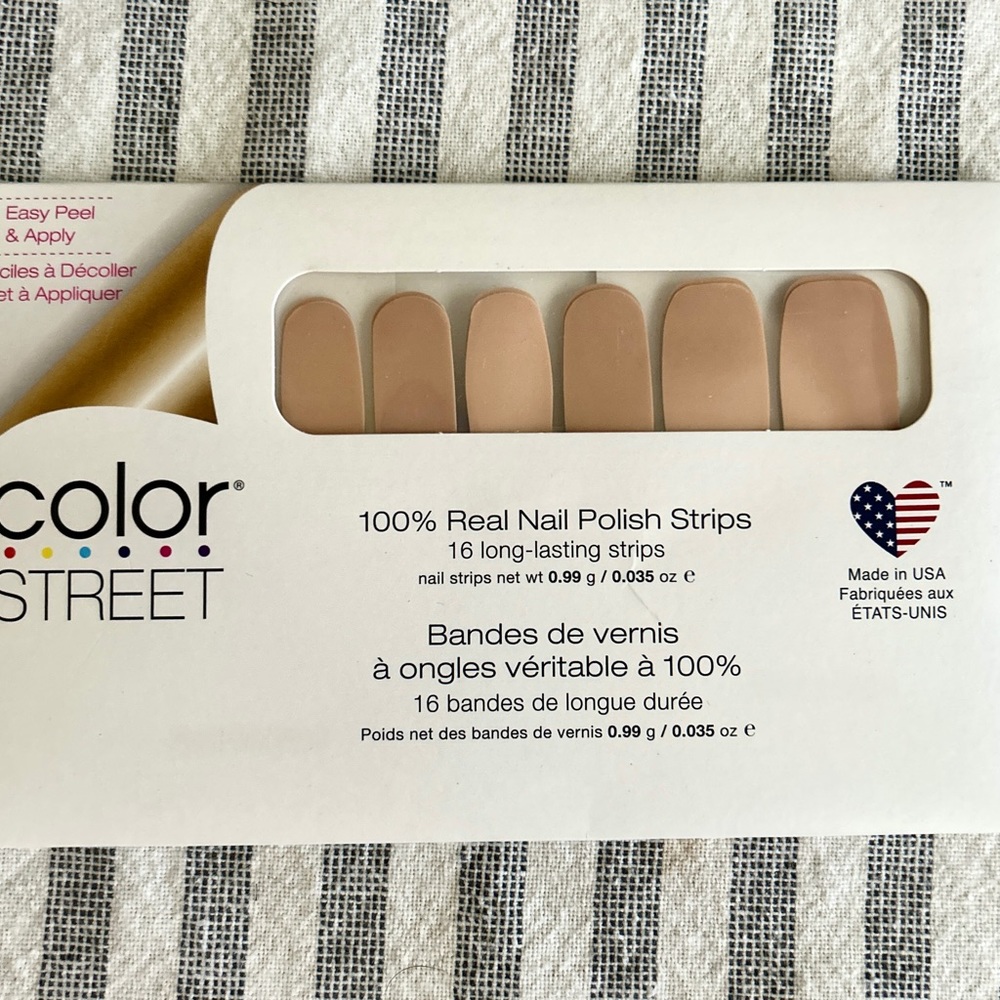 Easy Peel
& Apply
ciles à Décoller
et à Appliquer
color®
STREET
100% Real Nail Polish Strips
16 long-lasting strips
nail strips net wt 0.99 g / 0.035 oz ℮
Bandes de vernis
à ongles véritable à 100%
16 bandes de longue durée
Poids net des bandes de vernis 0.99 g / 0.035 oz ℮
™
Made in USA
Fabriquées aux
ÉTATS-UNIS